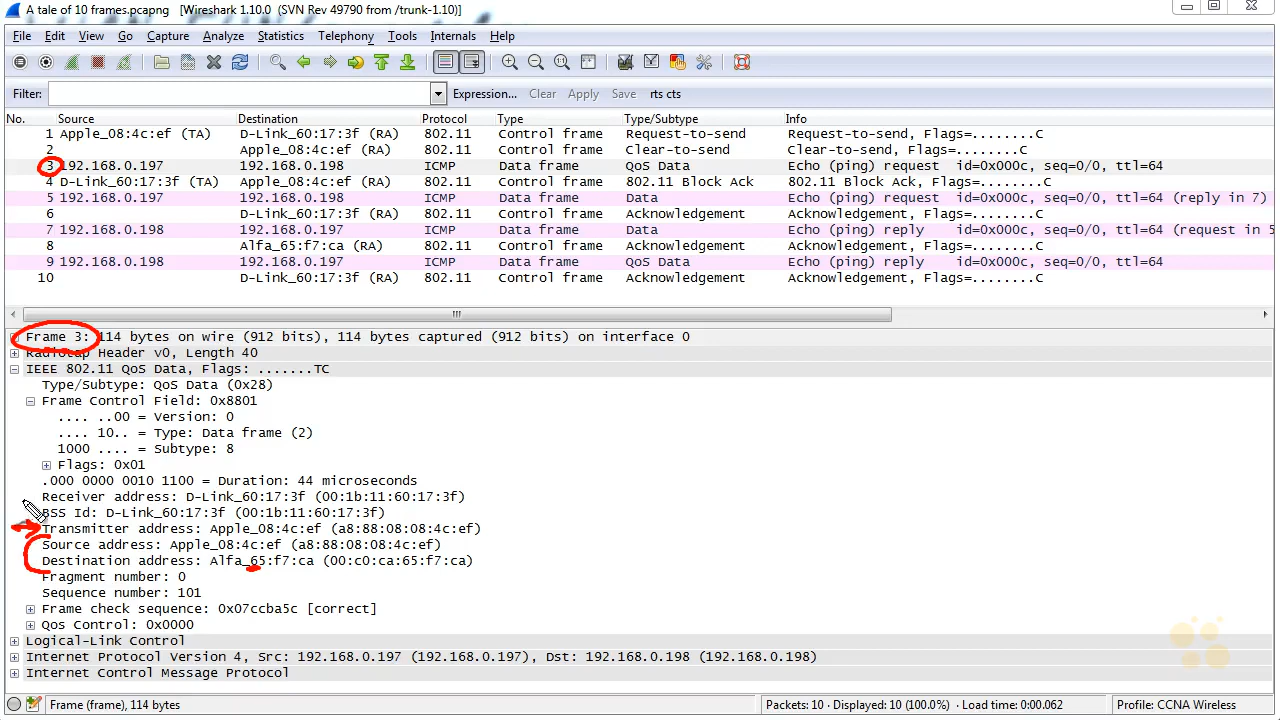 A tale of 10 frames.pcapng [Wireshark 1.10.0 (SVN Rev 49790 from /trunk-1.10)]
File Edit View Go Capture Analyze Statistics Telephony Tools Internals Help
Filter: Expression... Clear Apply Save rts cts
No. Source Destination Protocol Type Type/Subtype Info
1 Apple_08:4c:ef (TA) D-Link_60:17:3f (RA) 802.11 Control frame Request-to-send Request-to-send, Flags=........C
2 Apple_08:4c:ef (RA) 802.11 Control frame Clear-to-send Clear-to-send, Flags=........C
3 192.168.0.197 192.168.0.198 ICMP Data frame QoS Data Echo (ping) request id=0x000c, seq=0/0, ttl=64
4 D-Link_60:17:3f (TA) Apple_08:4c:ef (RA) 802.11 Control frame 802.11 Block Ack 802.11 Block Ack, Flags=........C
5 192.168.0.197 192.168.0.198 ICMP Data frame Data Echo (ping) request id=0x000c, seq=0/0, ttl=64 (reply in 7)
6 D-Link_60:17:3f (RA) 802.11 Control frame Acknowledgement Acknowledgement, Flags=........C
7 192.168.0.198 192.168.0.197 ICMP Data frame Data Echo (ping) reply id=0x000c, seq=0/0, ttl=64 (request in 5
8 Alfa_65:f7:ca (RA) 802.11 Control frame Acknowledgement Acknowledgement, Flags=........C
9 192.168.0.198 192.168.0.197 ICMP Data frame QoS Data Echo (ping) reply id=0x000c, seq=0/0, ttl=64
10 D-Link_60:17:3f (RA) 802.11 Control frame Acknowledgement Acknowledgement, Flags=........C
Frame 3: 114 bytes on wire (912 bits), 114 bytes captured (912 bits) on interface 0
Radiotap Header v0, Length 40
IEEE 802.11 QoS Data, Flags: .......TC
Type/Subtype: QoS Data (0x28)
Frame Control Field: 0x8801
.... ..00 = Version: 0
.... 10.. = Type: Data frame (2)
1000 .... = Subtype: 8
Flags: 0x01
.000 0000 0010 1100 = Duration: 44 microseconds
Receiver address: D-Link_60:17:3f (00:1b:11:60:17:3f)
BSS Id: D-Link_60:17:3f (00:1b:11:60:17:3f)
Transmitter address: Apple_08:4c:ef (a8:88:08:08:4c:ef)
Source address: Apple_08:4c:ef (a8:88:08:08:4c:ef)
Destination address: Alfa_65:f7:ca (00:c0:ca:65:f7:ca)
Fragment number: 0
Sequence number: 101
Frame check sequence: 0x07ccba5c [correct]
QoS Control: 0x0000
Logical-Link Control
Internet Protocol Version 4, Src: 192.168.0.197 (192.168.0.197), Dst: 192.168.0.198 (192.168.0.198)
Internet Control Message Protocol
Frame (frame), 114 bytes Packets: 10 · Displayed: 10 (100.0%) · Load time: 0:00.062 Profile: CCNA Wireless